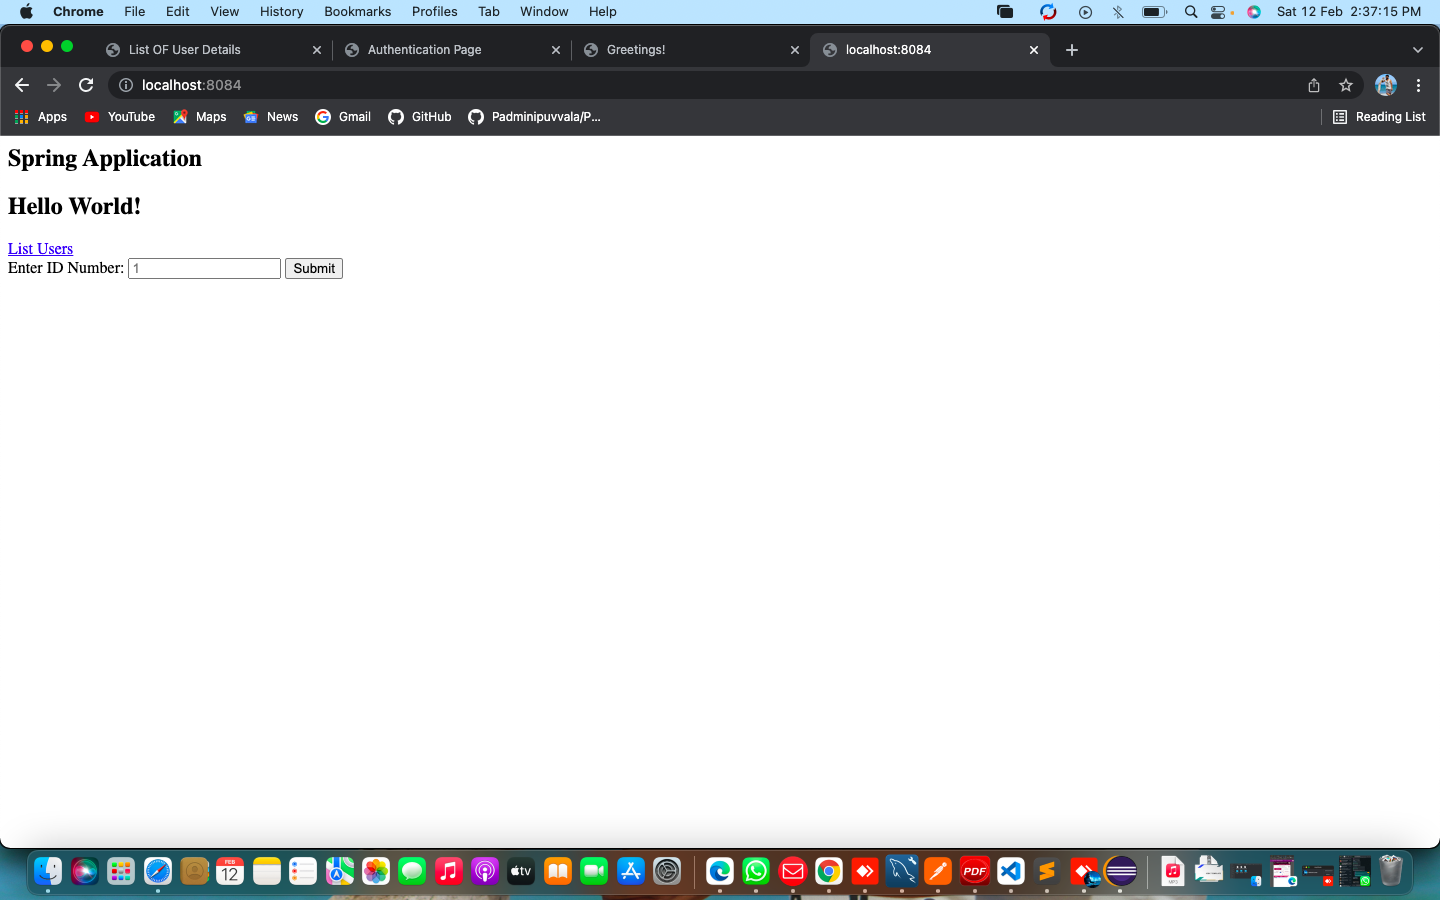 Chrome File Edit View History Bookmarks Profiles Tab Window Help Sat 12 Feb 2:37:15 PM
List OF User Details Authentication Page Greetings! localhost:8084
localhost:8084
Apps YouTube Maps News Gmail GitHub Padminipuvvala/P... Reading List
Spring Application
Hello World!
List Users
Enter ID Number: 1 Submit
FEB
12
tv
PDF